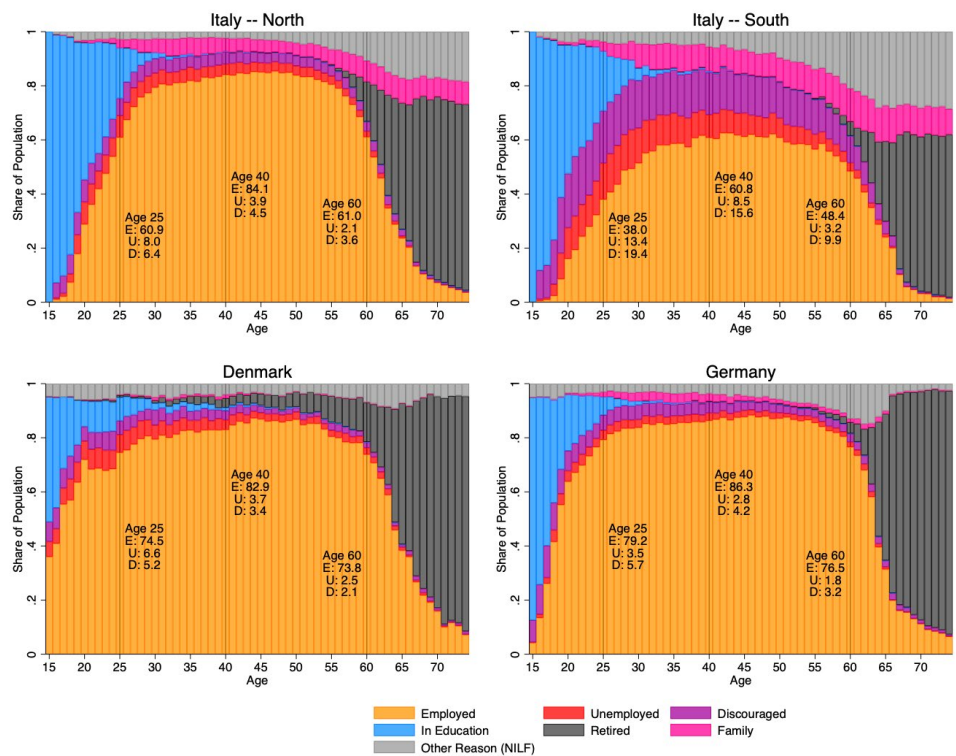 Italy -- North
Share of Population
1
.8
.6
.4
.2
0
Age 25
E: 60.9
U: 8.0
D: 6.4
Age 40
E: 84.1
U: 3.9
D: 4.5
Age 60
E: 61.0
U: 2.1
D: 3.6
15 20 25 30 35 40 45 50 55 60 65 70
Age
Italy -- South
Share of Population
1
.8
.6
.4
.2
0
Age 25
E: 38.0
U: 13.4
D: 19.4
Age 40
E: 60.8
U: 8.5
D: 15.6
Age 60
E: 48.4
U: 3.2
D: 9.9
15 20 25 30 35 40 45 50 55 60 65 70
Age
Denmark
Share of Population
1
.8
.6
.4
.2
0
Age 25
E: 74.5
U: 6.6
D: 5.2
Age 40
E: 82.9
U: 3.7
D: 3.4
Age 60
E: 73.8
U: 2.5
D: 2.1
15 20 25 30 35 40 45 50 55 60 65 70
Age
Germany
Share of Population
1
.8
.6
.4
.2
0
Age 25
E: 79.2
U: 3.5
D: 5.7
Age 40
E: 86.3
U: 2.8
D: 4.2
Age 60
E: 76.5
U: 1.8
D: 3.2
15 20 25 30 35 40 45 50 55 60 65 70
Age
Employed Unemployed Discouraged
In Education Retired Family
Other Reason (NILF)